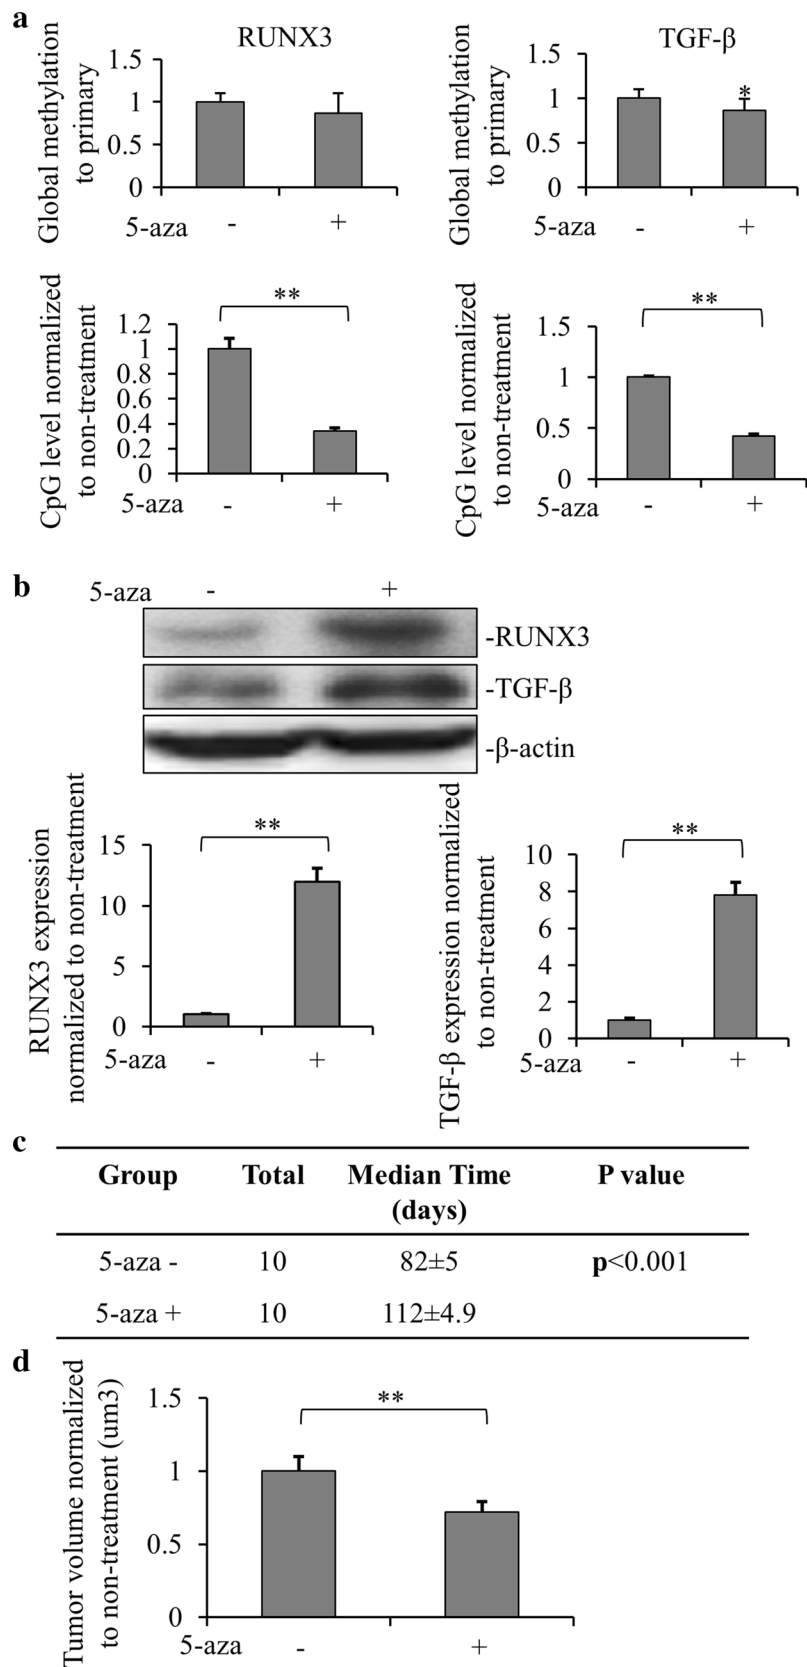 a
RUNX3
Global methylation
to primary
1.5
1
0.5
0
5-aza - +
TGF-β
Global methylation
to primary
1.5
1
0.5
0
*
5-aza - +
CpG level normalized
to non-treatment
1.2
1
0.8
0.6
0.4
0.2
0
**
5-aza - +
CpG level normalized
to non-treatment
1.5
1
0.5
0
**
5-aza - +
b
5-aza - +
-RUNX3
-TGF-β
-β-actin
RUNX3 expression
normalized to non-treatment
15
10
5
0
**
5-aza - +
TGF-β expression normalized
to non-treatment
10
8
6
4
2
0
**
5-aza - +
c
Group Total Median Time P value
(days)
5-aza - 10 82±5 p<0.001
5-aza + 10 112±4.9
d
Tumor volume normalized
to non-treatment (um3)
1.5
1
0.5
0
**
5-aza - +